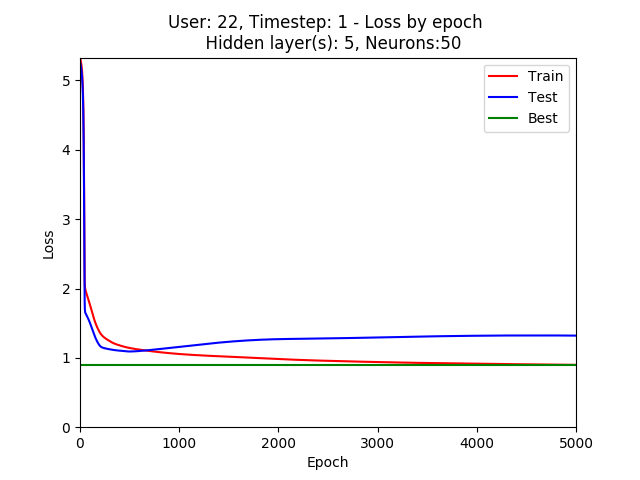 User: 22, Timestep: 1 - Loss by epoch
Hidden layer(s): 5, Neurons:50
Train
Test
Best
Loss
5
4
3
2
1
0
0 1000 2000 3000 4000 5000
Epoch